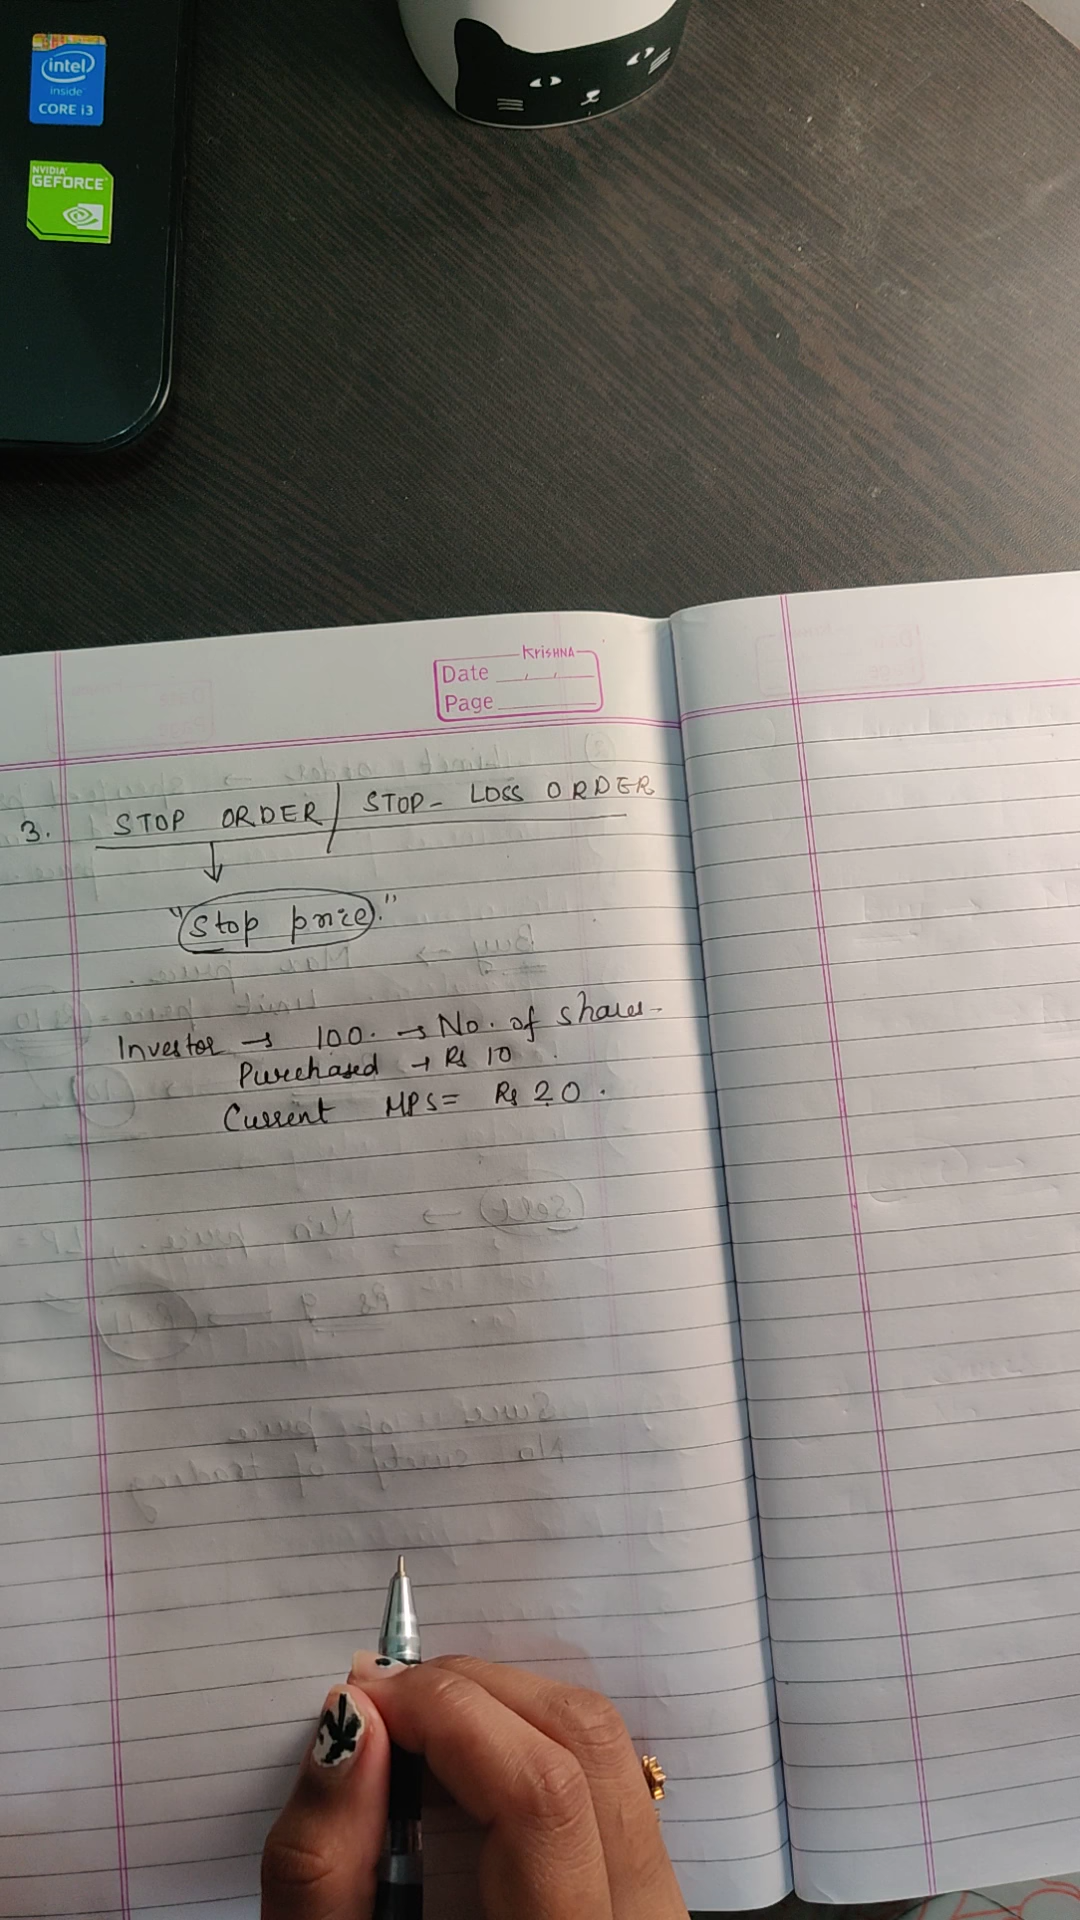 intel
inside
CORE i3
NVIDIA
GEFORCE
KRISHNA
Date
Page
3. STOP ORDER / STOP - LOSS ORDER
"Stop price."
Investor → 100. → No. of shares -
Purchased → Rs 10.
Current MPS = Rs 20.